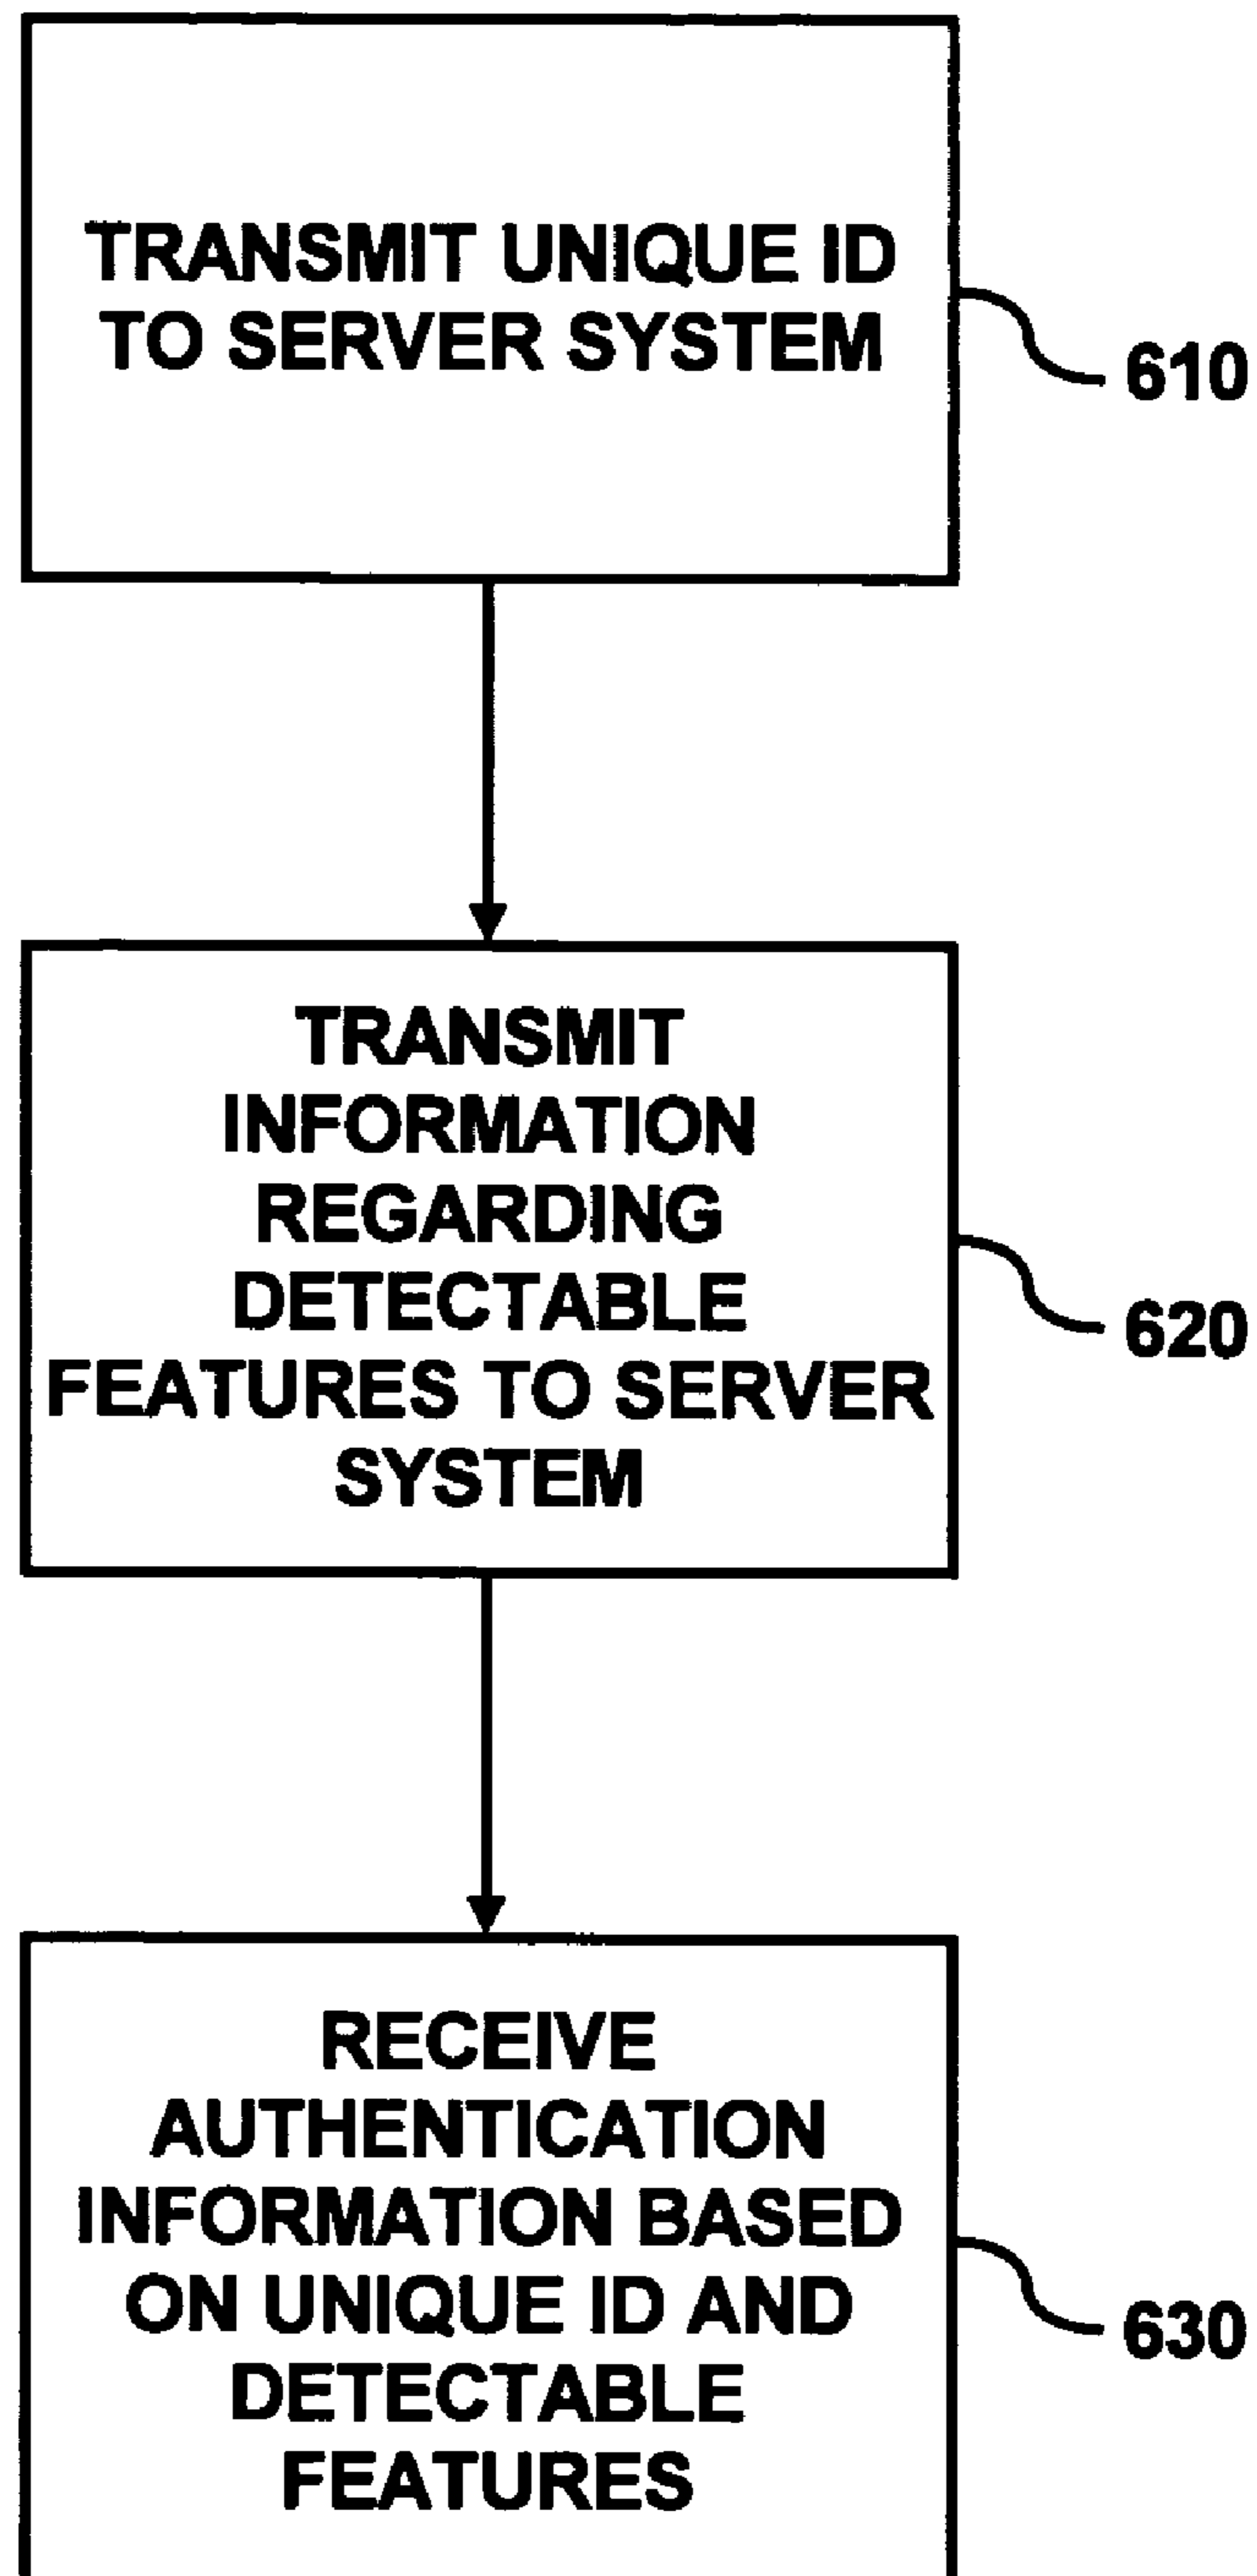 TRANSMIT UNIQUE ID
TO SERVER SYSTEM
610
TRANSMIT
INFORMATION
REGARDING
DETECTABLE
FEATURES TO SERVER
SYSTEM
620
RECEIVE
AUTHENTICATION
INFORMATION BASED
ON UNIQUE ID AND
DETECTABLE
FEATURES
630